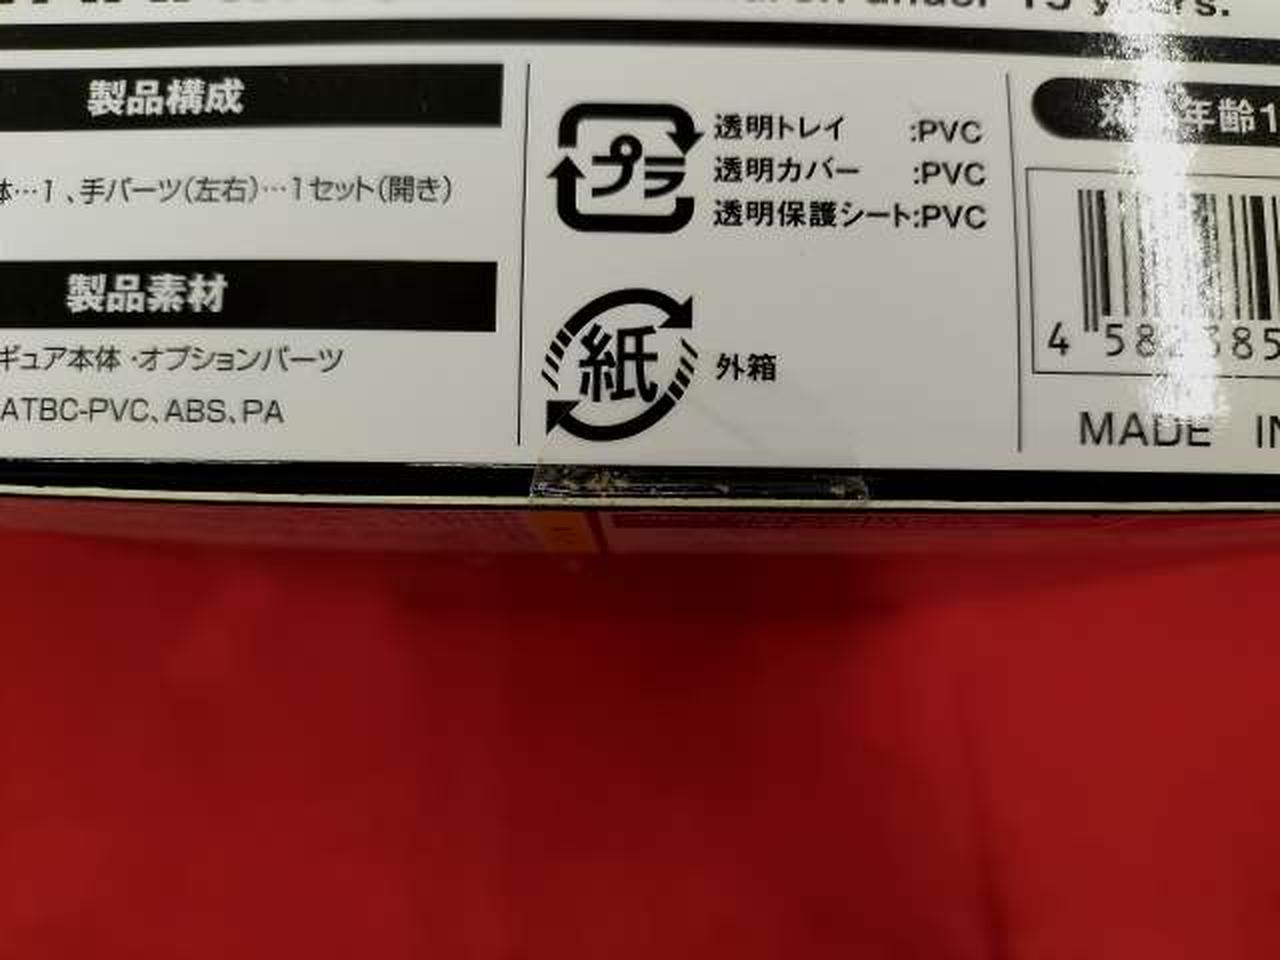 under 15 years.
製品構成
体…1、手パーツ(左右)…1セット(開き)
製品素材
ギュア本体・オプションパーツ
ATBC-PVC、ABS、PA
プラ
透明トレイ :PVC
透明カバー :PVC
透明保護シート:PVC
紙
外箱
年齢1
4 58
MADE IN